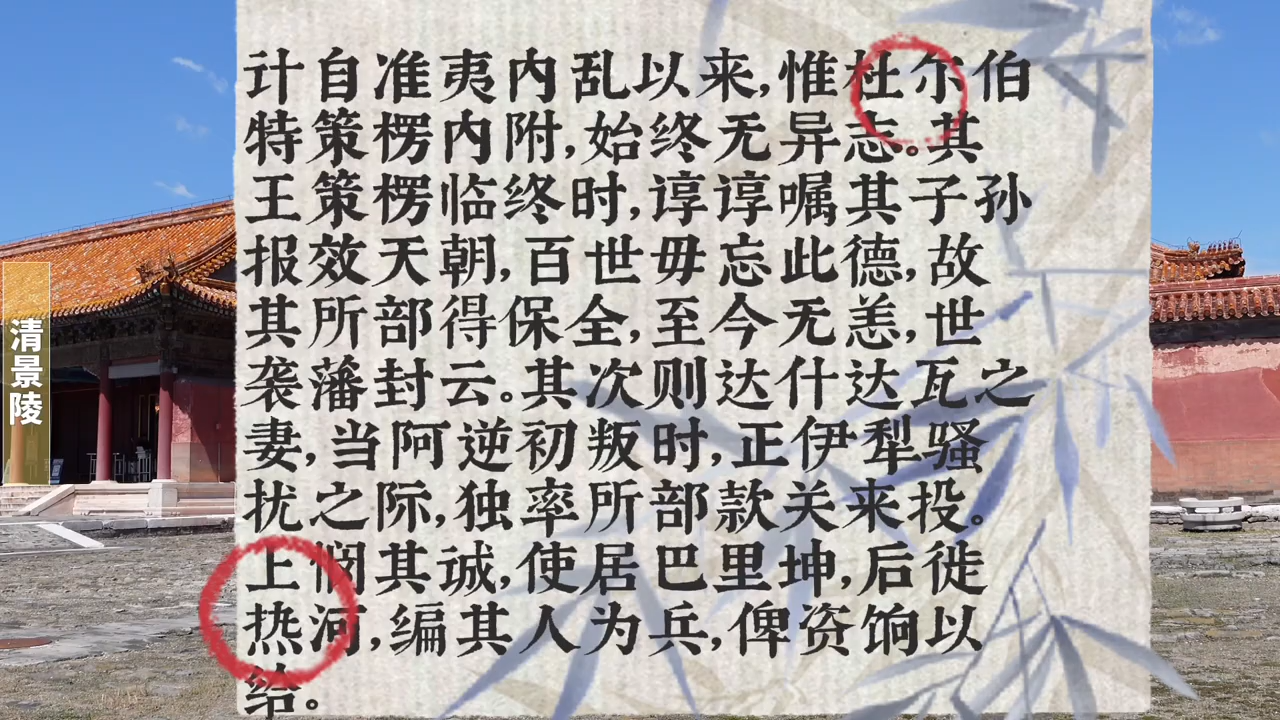 计自准夷内乱以来,惟杜尔伯
特策楞内附,始终无异志。其
王策楞临终时,谆谆嘱其子孙
报效天朝,百世毋忘此德,故
其所部得保全,至今无恙,世
袭藩封云。其次则达什达瓦之
妻,当阿逆初叛时,正伊犁骚
扰之际,独率所部款关来投。
上悯其诚,使居巴里坤,后徙
热河,编其人为兵,俾资饷以
给。
清景陵